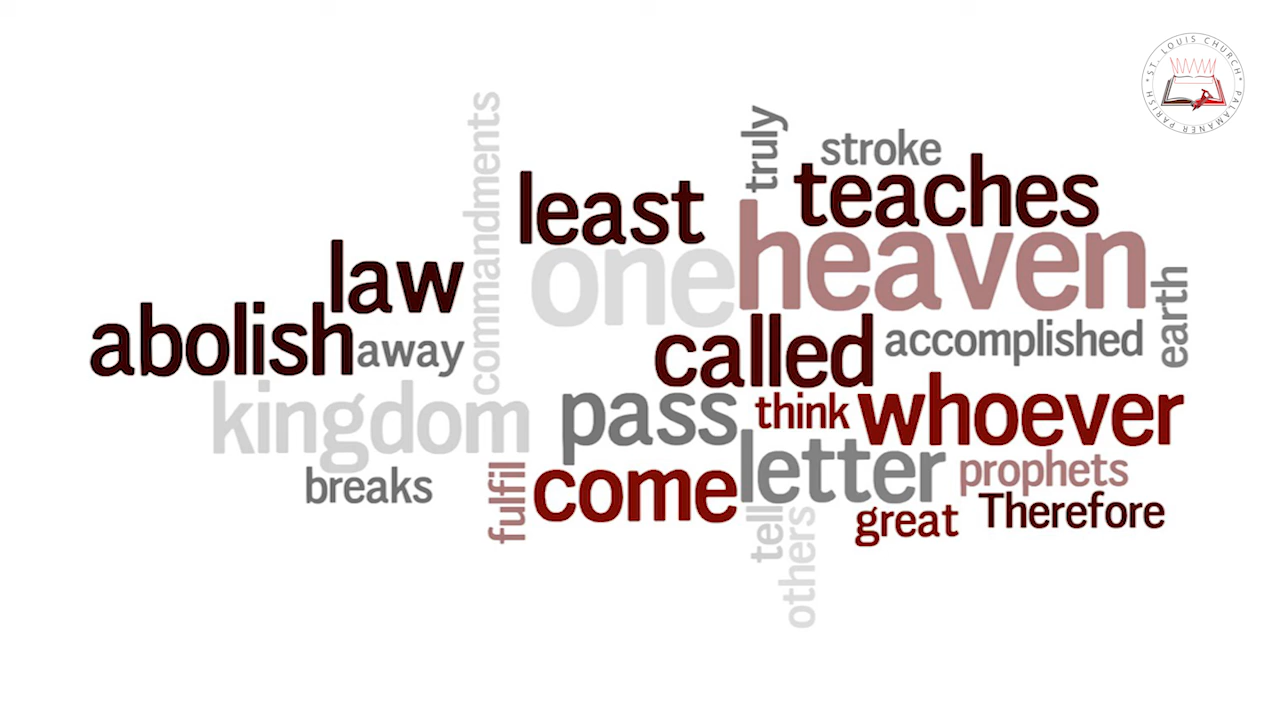 ST. LOUIS CHURCH * PALAMANER PARISH *
commandments
truly
stroke
teaches
least
one
heaven
law
earth
abolish
away
called
accomplished
kingdom
pass
think
whoever
letter
breaks
fulfil
come
prophets
tell
great
Therefore
others